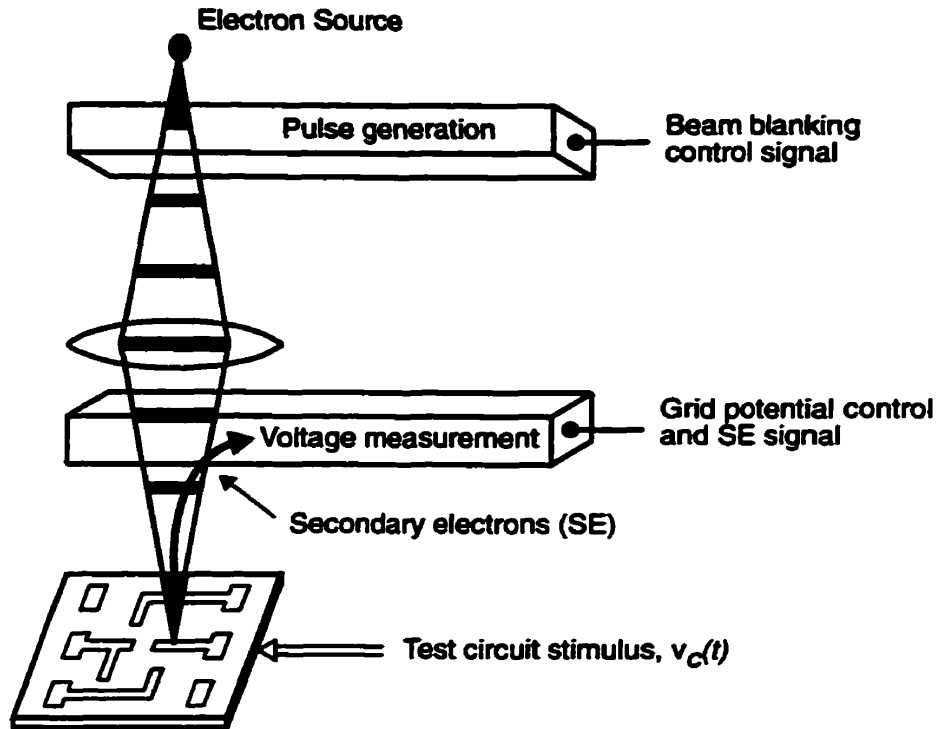 Electron Source
Pulse generation
Beam blanking
control signal
Voltage measurement
Grid potential control
and SE signal
Secondary electrons (SE)
Test circuit stimulus, v_C(t)